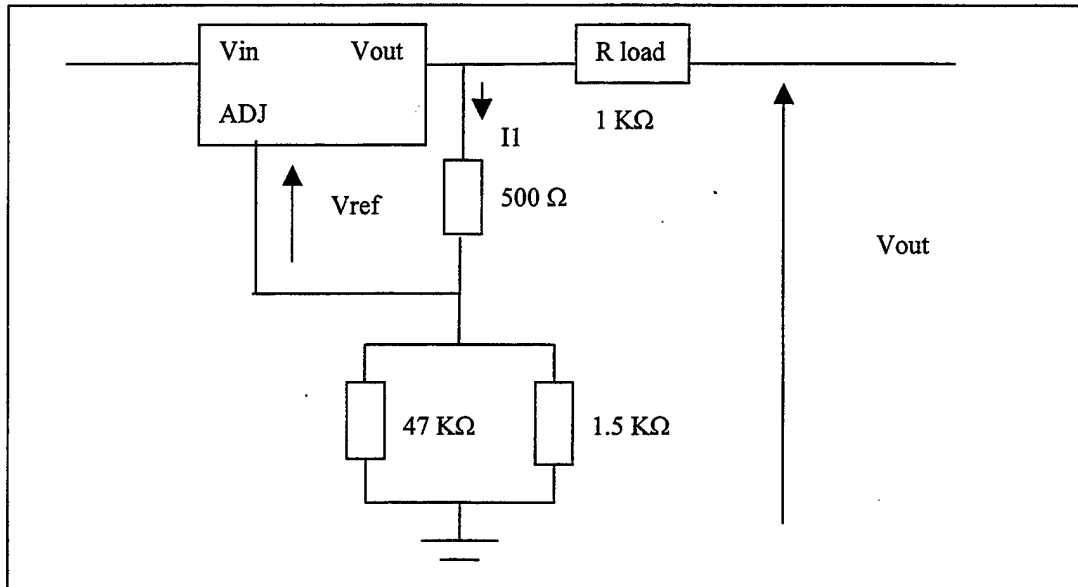 Vin Vout
ADJ
R load
1 KΩ
I1
500 Ω
Vref
Vout
47 KΩ
1.5 KΩ